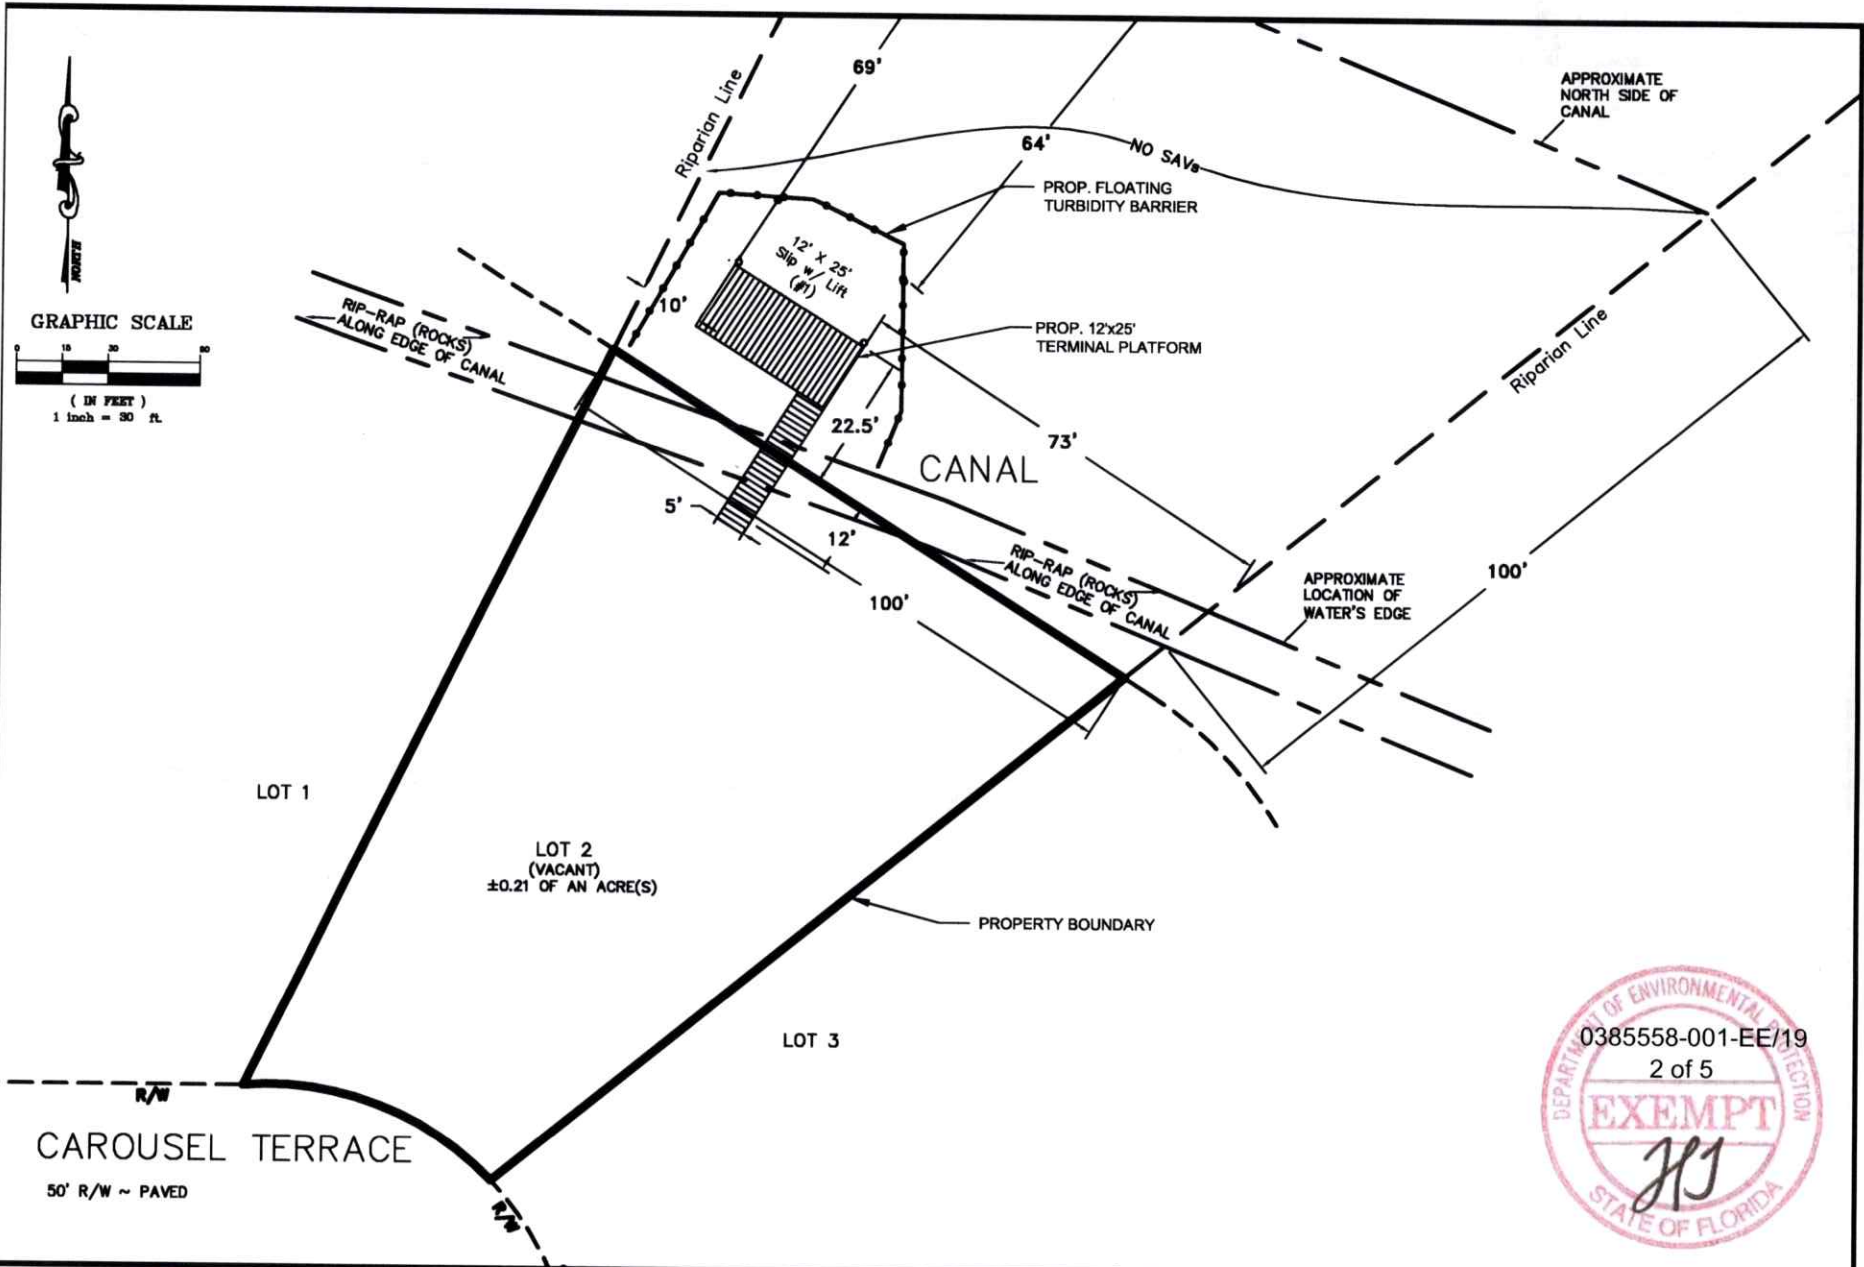 69'
Riparian Line
APPROXIMATE
NORTH SIDE OF
CANAL
64'
NO SAVs
PROP. FLOATING
TURBIDITY BARRIER
NORTH
12' X 25'
Slip w/ Lift
(#1)
10'
GRAPHIC SCALE
0 15 30 60
( IN FEET )
1 inch = 30 ft.
RIP-RAP (ROCKS)
ALONG EDGE OF CANAL
PROP. 12'x25'
TERMINAL PLATFORM
Riparian Line
22.5'
73'
CANAL
5'
12'
RIP-RAP (ROCKS)
ALONG EDGE OF CANAL
100'
APPROXIMATE
LOCATION OF
WATER'S EDGE
100'
LOT 1
LOT 2
(VACANT)
±0.21 OF AN ACRE(S)
PROPERTY BOUNDARY
LOT 3
R/W
CAROUSEL TERRACE
50' R/W ~ PAVED
R/W
DEPARTMENT OF ENVIRONMENTAL PROTECTION
0385558-001-EE/19
2 of 5
EXEMPT
STATE OF FLORIDA